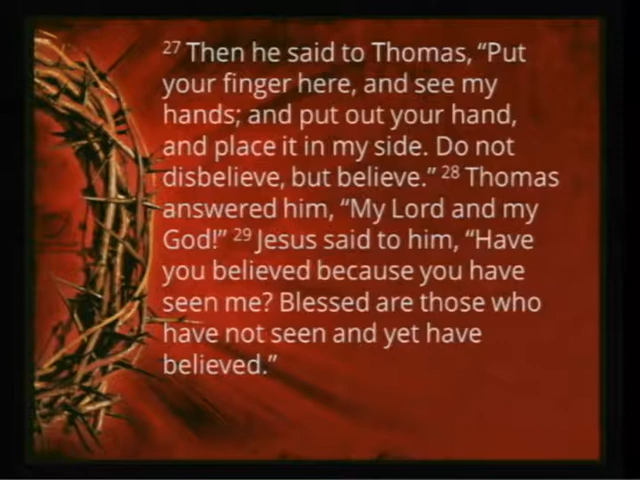 27 Then he said to Thomas, “Put
your finger here, and see my
hands; and put out your hand,
and place it in my side. Do not
disbelieve, but believe.” 28 Thomas
answered him, “My Lord and my
God!” 29 Jesus said to him, “Have
you believed because you have
seen me? Blessed are those who
have not seen and yet have
believed.”